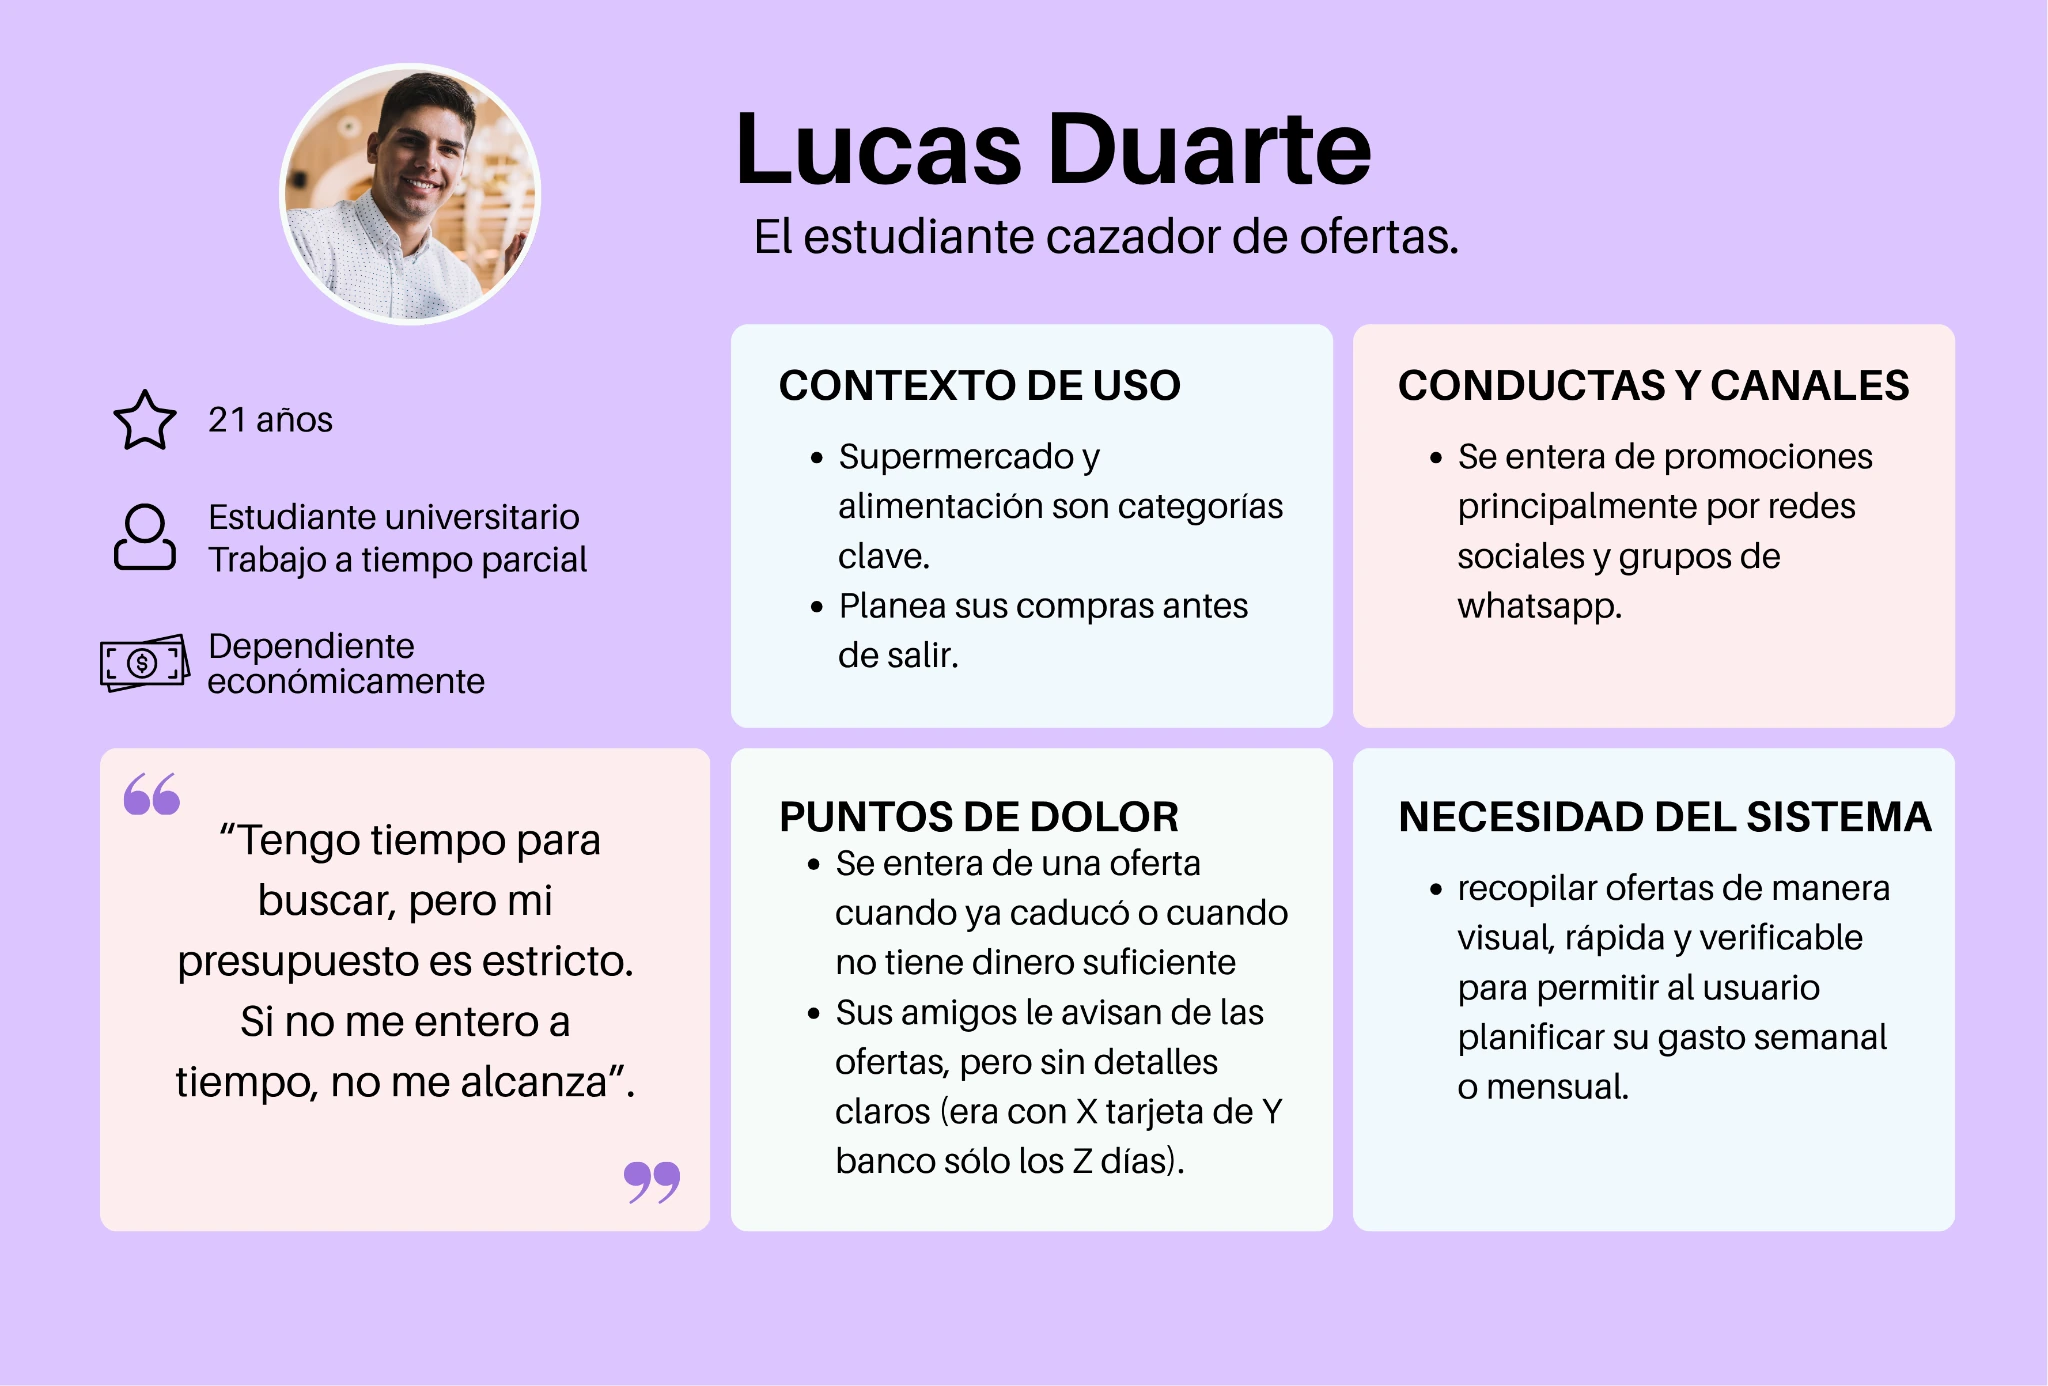 Lucas Duarte
El estudiante cazador de ofertas.
21 años
Estudiante universitario
Trabajo a tiempo parcial
Dependiente
económicamente
“Tengo tiempo para
buscar, pero mi
presupuesto es estricto.
Si no me entero a
tiempo, no me alcanza”.
CONTEXTO DE USO
• Supermercado y
alimentación son categorías
clave.
• Planea sus compras antes
de salir.
CONDUCTAS Y CANALES
• Se entera de promociones
principalmente por redes
sociales y grupos de
whatsapp.
PUNTOS DE DOLOR
• Se entera de una oferta
cuando ya caducó o cuando
no tiene dinero suficiente
• Sus amigos le avisan de las
ofertas, pero sin detalles
claros (era con X tarjeta de Y
banco sólo los Z días).
NECESIDAD DEL SISTEMA
• recopilar ofertas de manera
visual, rápida y verificable
para permitir al usuario
planificar su gasto semanal
o mensual.